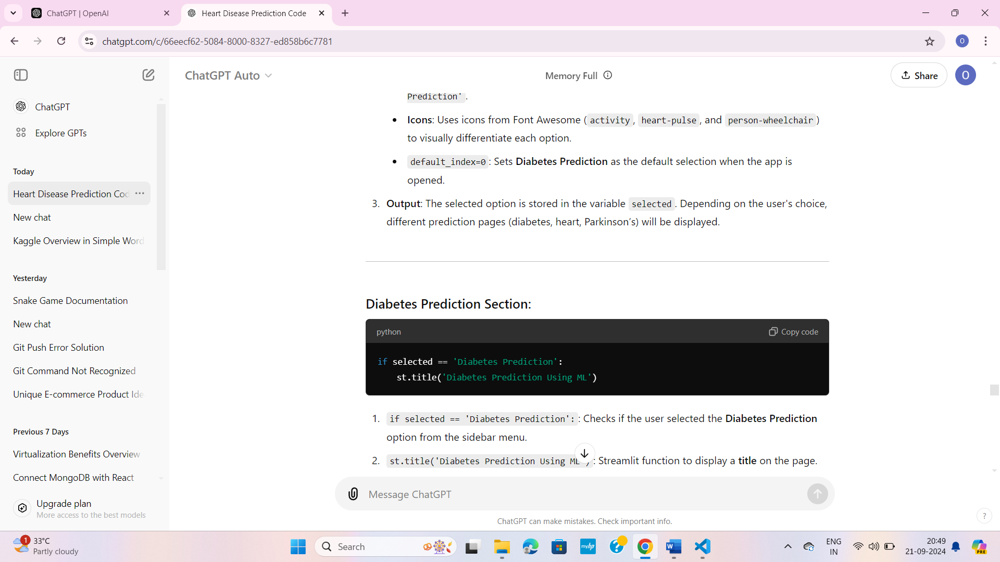 ChatGPT | OpenAI
Heart Disease Prediction Code
chatgpt.com/c/66eecf62-5084-8000-8327-ed858b6c7781
O
ChatGPT Auto
Memory Full
Share
O
ChatGPT
Explore GPTs
Today
Heart Disease Prediction Cod
New chat
Kaggle Overview in Simple Word
Yesterday
Snake Game Documentation
New chat
Git Push Error Solution
Git Command Not Recognized
Unique E-commerce Product Ide
Previous 7 Days
Virtualization Benefits Overview
Connect MongoDB with React
Upgrade plan
More access to the best models
Prediction'.
• Icons: Uses icons from Font Awesome (activity, heart-pulse, and person-wheelchair)
to visually differentiate each option.
• default_index=0: Sets Diabetes Prediction as the default selection when the app is
opened.
3. Output: The selected option is stored in the variable selected. Depending on the user's choice,
different prediction pages (diabetes, heart, Parkinson’s) will be displayed.
Diabetes Prediction Section:
python
Copy code
if selected == 'Diabetes Prediction':
st.title('Diabetes Prediction Using ML')
1. if selected == 'Diabetes Prediction':: Checks if the user selected the Diabetes Prediction
option from the sidebar menu.
2. st.title('Diabetes Prediction Using ML'): Streamlit function to display a title on the page.
Message ChatGPT
ChatGPT can make mistakes. Check important info.
?
1
33°C
Partly cloudy
Search
myhp
ENG
IN
20:49
21-09-2024
PRE